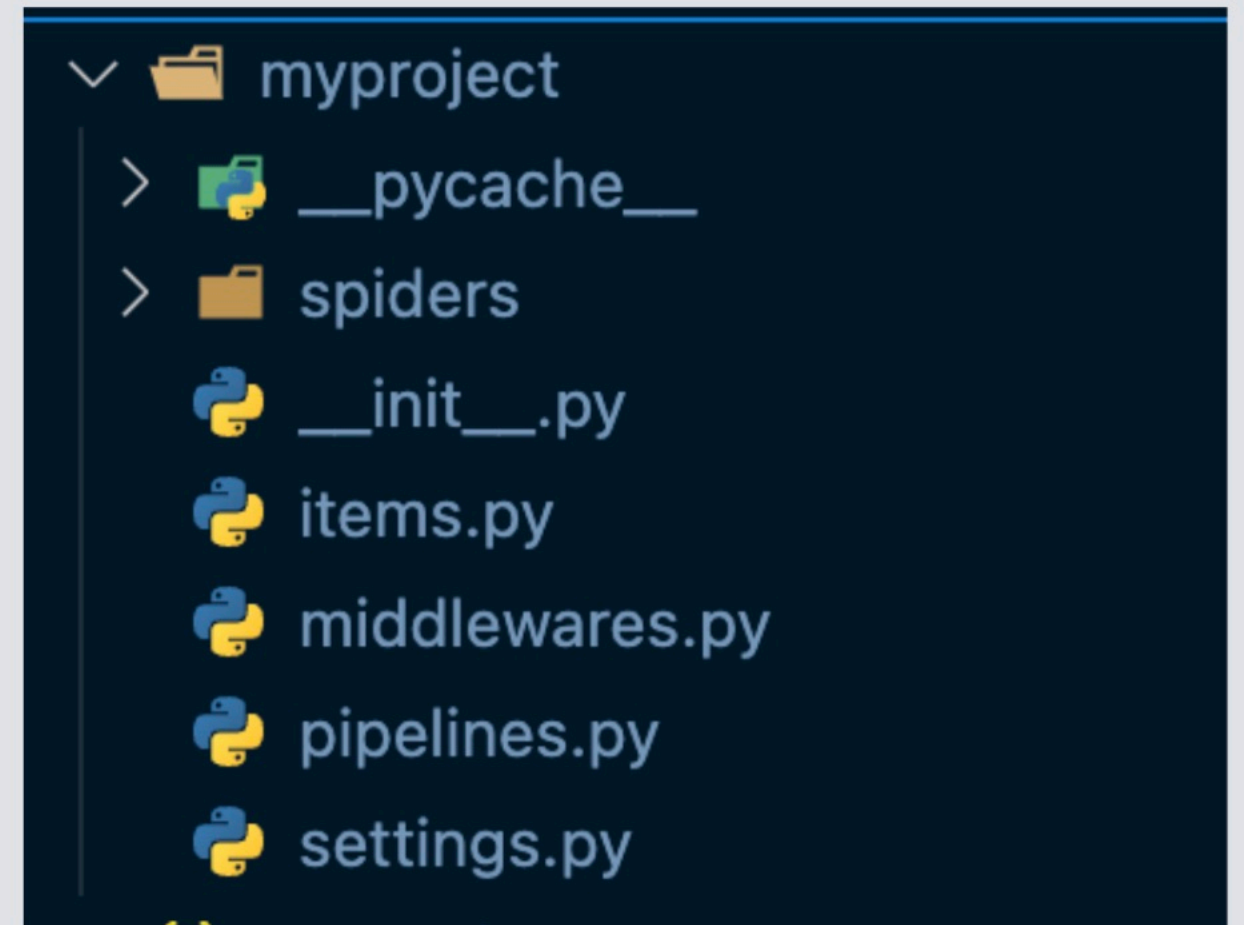 myproject
__pycache__
spiders
__init__.py
items.py
middlewares.py
pipelines.py
settings.py